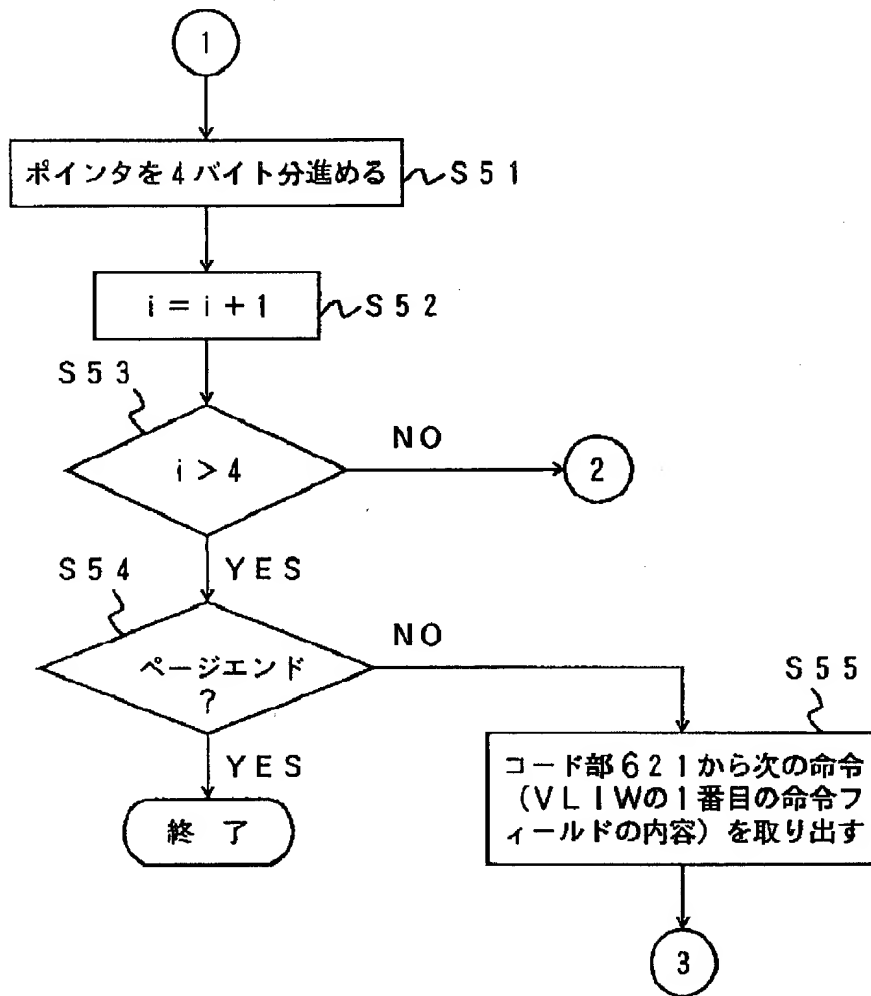 1
ポインタを4バイト分進める
S51
i=i+1
S52
S53
i>4
NO
2
YES
S54
ページエンド
?
NO
YES
終了
S55
コード部621から次の命令
(VLIWの1番目の命令フ
ィールドの内容)を取り出す
3